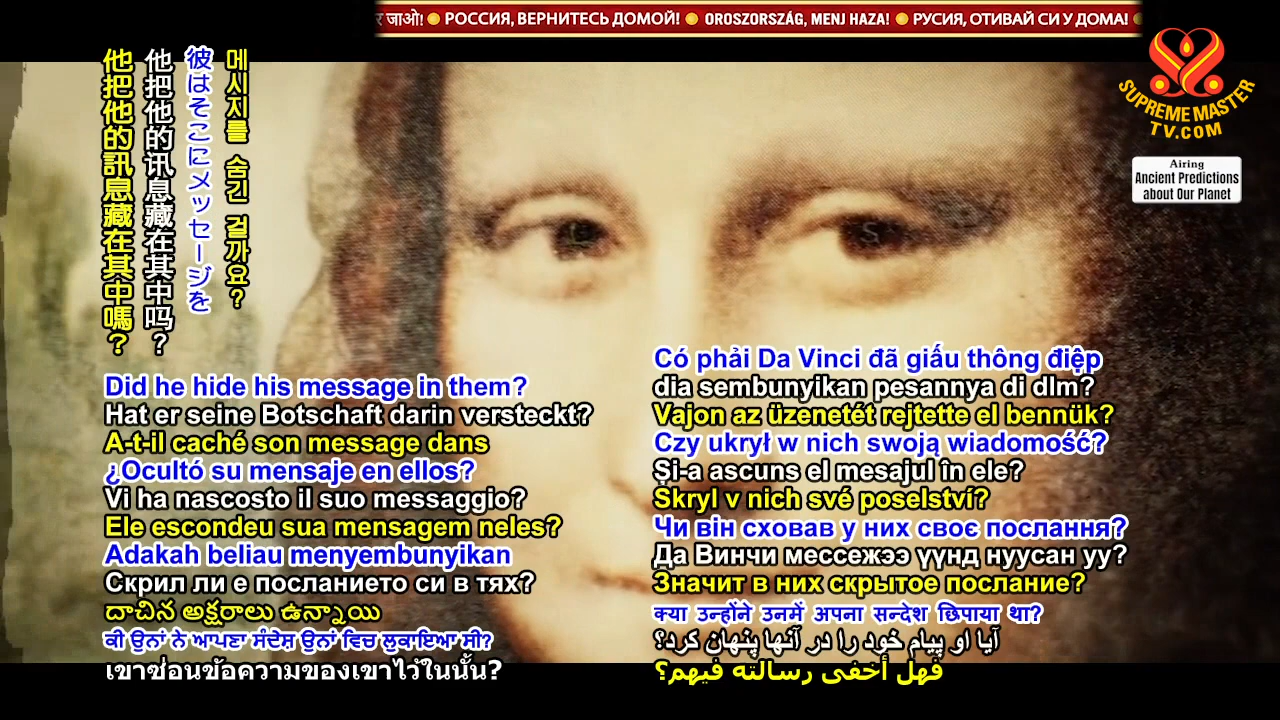 र जाओ! РОССИЯ, ВЕРНИТЕСЬ ДОМОЙ! OROSZORSZÁG, MENJ HAZA! РУСИЯ, ОТИВАЙ СИ У ДОМА!
SUPREME MASTER
TV.COM
Airing
Ancient Predictions
about Our Planet
메시지를 숨긴 걸까요?
彼はそこにメッセージを
他把他的讯息藏在其中吗？
他把他的訊息藏在其中嗎？
Did he hide his message in them?
Hat er seine Botschaft darin versteckt?
A-t-il caché son message dans
¿Ocultó su mensaje en ellos?
Vi ha nascosto il suo messaggio?
Ele escondeu sua mensagem neles?
Adakah beliau menyembunyikan
Скрил ли е посланието си в тях?
దాచిన అక్షరాలు ఉన్నాయి
ਕੀ ਉਨਾਂ ਨੇ ਆਪਣਾ ਸੰਦੇਸ਼ ਉਨਾਂ ਵਿਚ ਲੁਕਾਇਆ ਸੀ?
เขาซ่อนข้อความของเขาไว้ในนั้น?
Có phải Da Vinci đã giấu thông điệp
dia sembunyikan pesannya di dlm?
Vajon az üzenetét rejtette el bennük?
Czy ukrył w nich swoją wiadomość?
Și-a ascuns el mesajul în ele?
Skryl v nich své poselství?
Чи він сховав у них своє послання?
Да Винчи мессежээ үүнд нуусан уу?
Значит в них скрытое послание?
क्या उन्होंने उनमें अपना सन्देश छिपाया था?
آیا او پیام خود را در آنها پنهان کرد؟
فهل أخفى رسالته فيهم؟